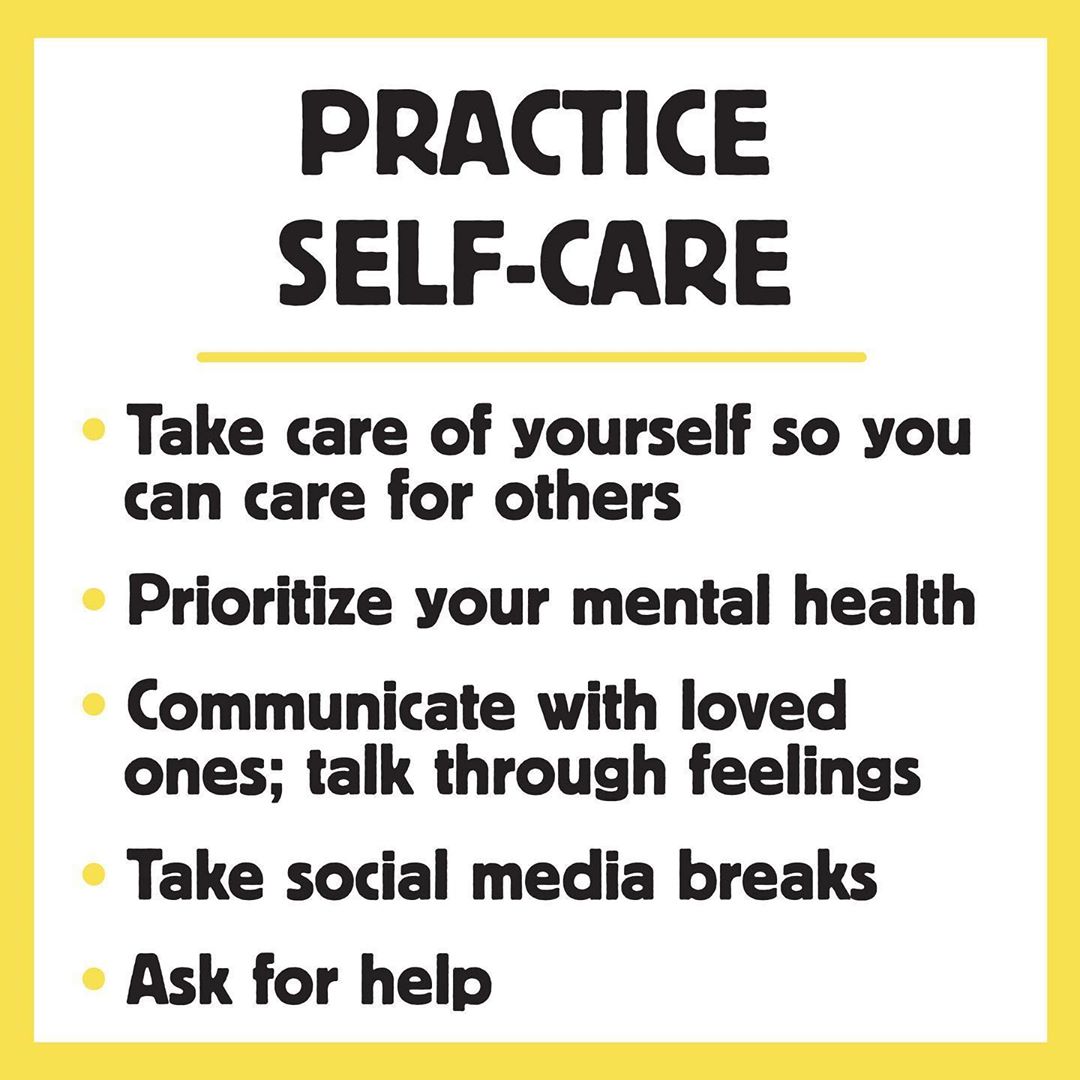 PRACTICE
SELF-CARE
• Take care of yourself so you
can care for others
• Prioritize your mental health
• Communicate with loved
ones; talk through feelings
• Take social media breaks
• Ask for help